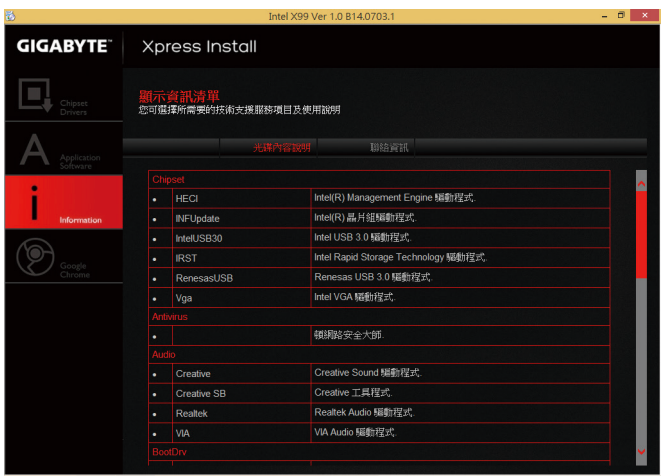 Intel X99 Ver 1.0 B14.0703.1
GIGABYTE™
Xpress Install
Chipset
Drivers
Application
Software
Information
Google
Chrome
顯示資訊清單
您可選擇所需要的技術支援服務項目及使用說明
光碟內容說明
聯絡資訊
Chipset
• HECI Intel(R) Management Engine 驅動程式.
• INFUpdate Intel(R) 晶片組驅動程式.
• IntelUSB30 Intel USB 3.0 驅動程式.
• IRST Intel Rapid Storage Technology 驅動程式.
• RenesasUSB Renesas USB 3.0 驅動程式.
• Vga Intel VGA 驅動程式.
Antivirus
• 頓網路安全大師.
Audio
• Creative Creative Sound 驅動程式.
• Creative SB Creative 工具程式.
• Realtek Realtek Audio 驅動程式.
• VIA VIA Audio 驅動程式.
BootDrv